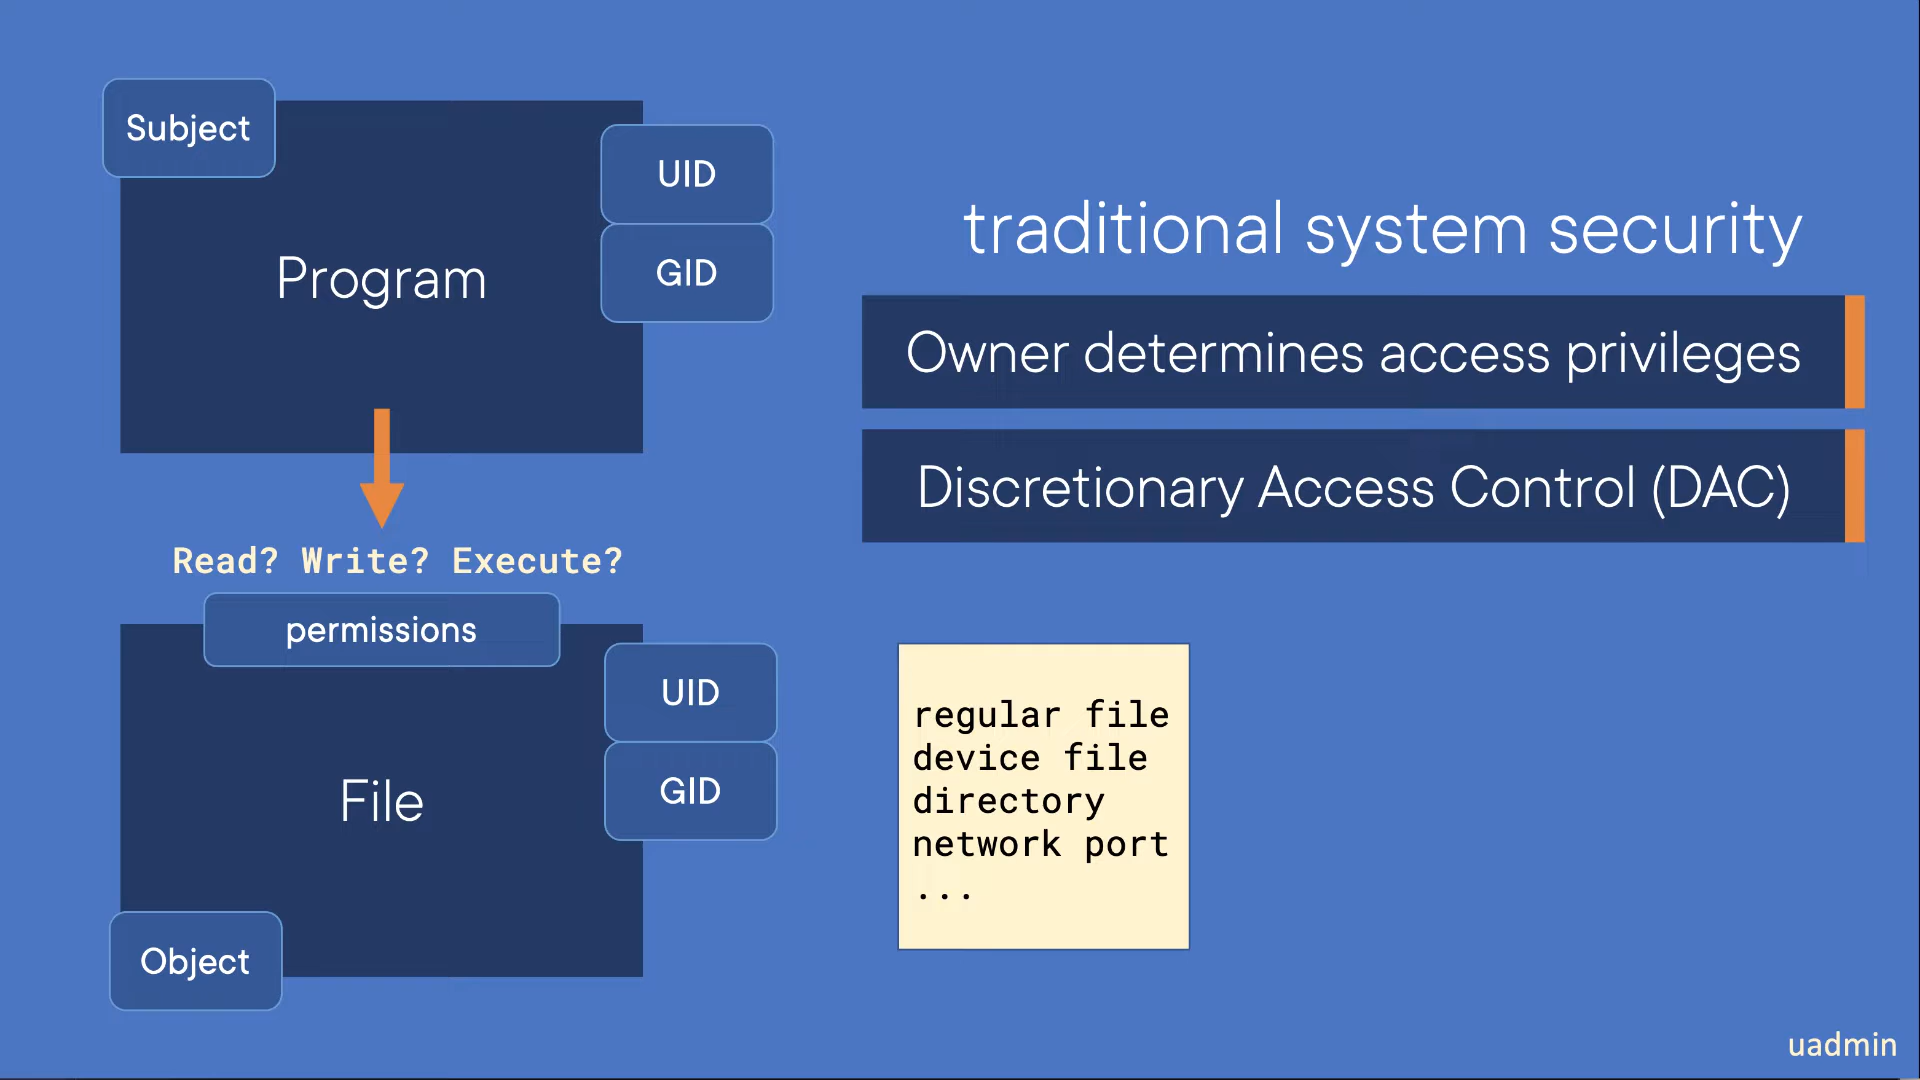 Subject
Program
UID
GID
Read? Write? Execute?
permissions
File
UID
GID
Object
traditional system security
Owner determines access privileges
Discretionary Access Control (DAC)
regular file
device file
directory
network port
...
uadmin